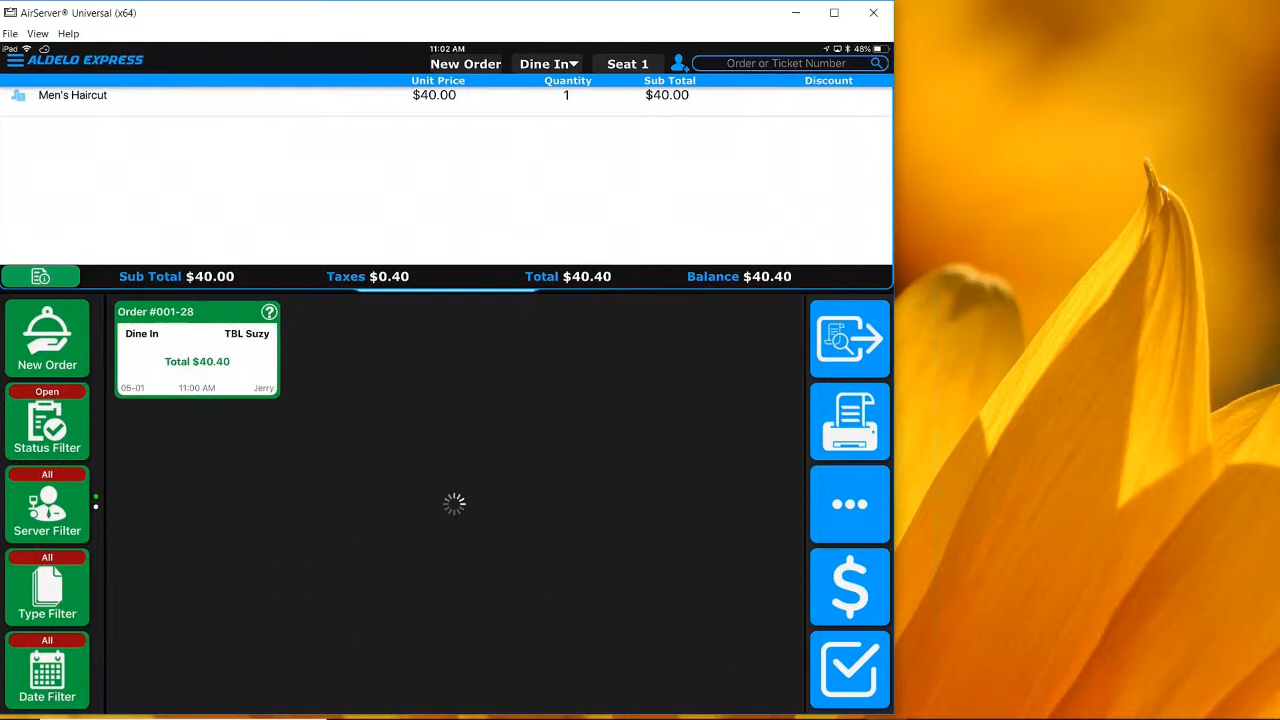 AirServer® Universal (x64)
File View Help
iPad 11:02 AM 48%
ALDELO EXPRESS New Order Dine In Seat 1 Order or Ticket Number
Unit Price Quantity Sub Total Discount
Men's Haircut $40.00 1 $40.00
Sub Total $40.00 Taxes $0.40 Total $40.40 Balance $40.40
New Order
Open
Status Filter
All
Server Filter
All
Type Filter
All
Date Filter
Order #001-28
Dine In TBL Suzy
Total $40.40
05-01 11:00 AM Jerry